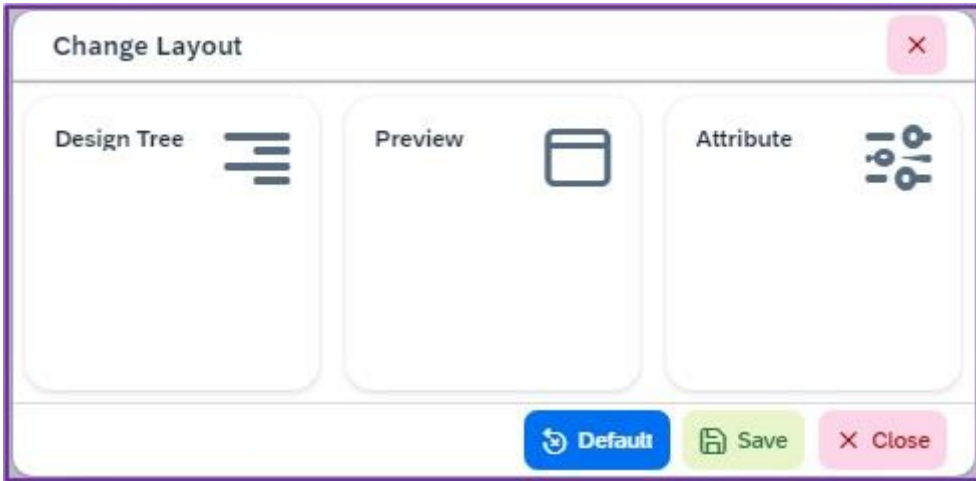 Change Layout
Design Tree
Preview
Attribute
Default
Save
Close